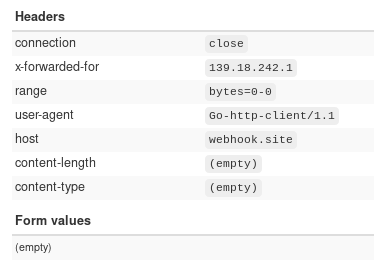 Headers
connection close
x-forwarded-for 139.18.242.1
range bytes=0-0
user-agent Go-http-client/1.1
host webhook.site
content-length (empty)
content-type (empty)
Form values
(empty)